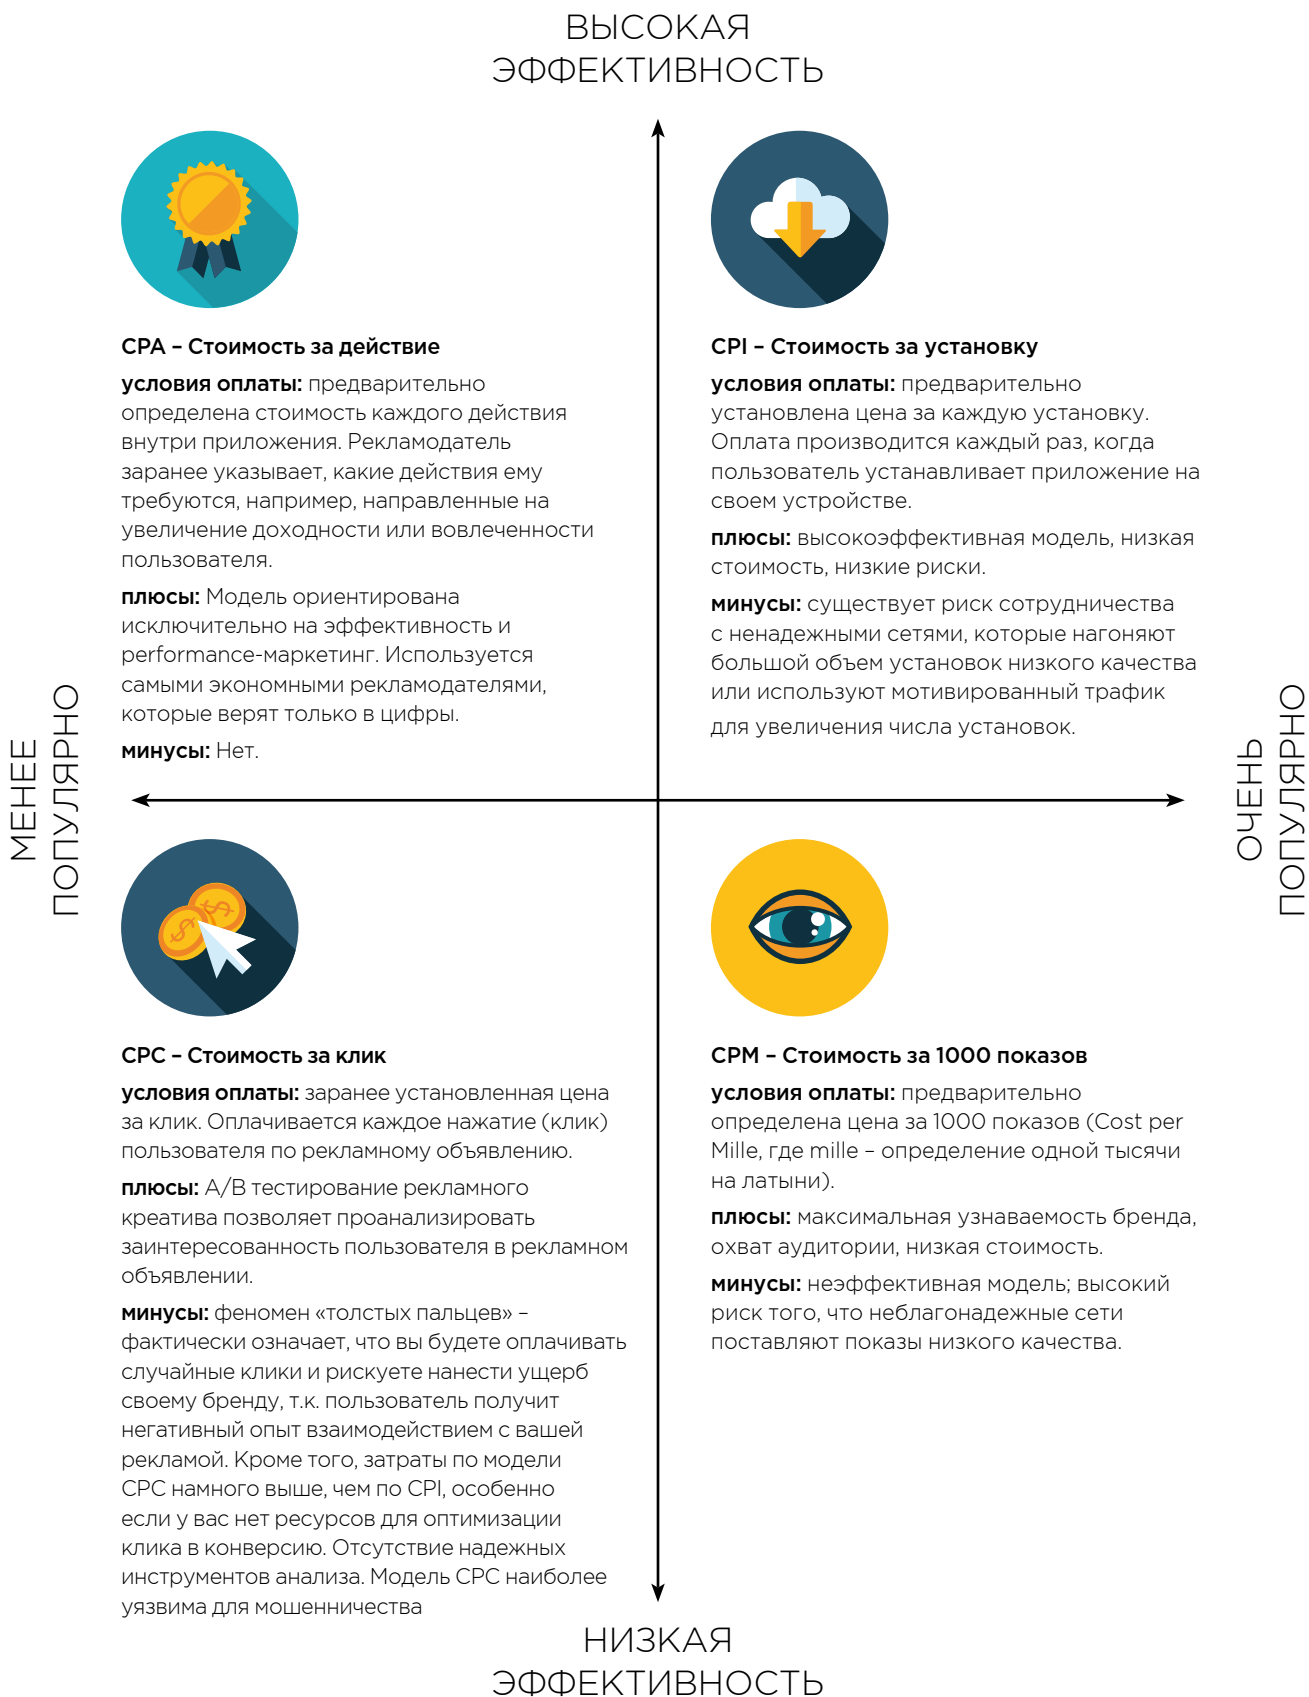 ВЫСОКАЯ
ЭФФЕКТИВНОСТЬ
CPA – Стоимость за действие
условия оплаты: предварительно
определена стоимость каждого действия
внутри приложения. Рекламодатель
заранее указывает, какие действия ему
требуются, например, направленные на
увеличение доходности или вовлеченности
пользователя.
плюсы: Модель ориентирована
исключительно на эффективность и
performance-маркетинг. Используется
самыми экономными рекламодателями,
которые верят только в цифры.
минусы: Нет.
CPI – Стоимость за установку
условия оплаты: предварительно
установлена цена за каждую установку.
Оплата производится каждый раз, когда
пользователь устанавливает приложение на
своем устройстве.
плюсы: высокоэффективная модель, низкая
стоимость, низкие риски.
минусы: существует риск сотрудничества
с ненадежными сетями, которые нагоняют
большой объем установок низкого качества
или используют мотивированный трафик
для увеличения числа установок.
МЕНЕЕ
ПОПУЛЯРНО
ОЧЕНЬ
ПОПУЛЯРНО
CPC – Стоимость за клик
условия оплаты: заранее установленная цена
за клик. Оплачивается каждое нажатие (клик)
пользователя по рекламному объявлению.
плюсы: A/B тестирование рекламного
креатива позволяет проанализировать
заинтересованность пользователя в рекламном
объявлении.
минусы: феномен «толстых пальцев» –
фактически означает, что вы будете оплачивать
случайные клики и рискуете нанести ущерб
своему бренду, т.к. пользователь получит
негативный опыт взаимодействием с вашей
рекламой. Кроме того, затраты по модели
CPC намного выше, чем по CPI, особенно
если у вас нет ресурсов для оптимизации
клика в конверсию. Отсутствие надежных
инструментов анализа. Модель CPC наиболее
уязвима для мошенничества
CPM – Стоимость за 1000 показов
условия оплаты: предварительно
определена цена за 1000 показов (Cost per
Mille, где mille – определение одной тысячи
на латыни).
плюсы: максимальная узнаваемость бренда,
охват аудитории, низкая стоимость.
минусы: неэффективная модель; высокий
риск того, что неблагонадежные сети
поставляют показы низкого качества.
НИЗКАЯ
ЭФФЕКТИВНОСТЬ